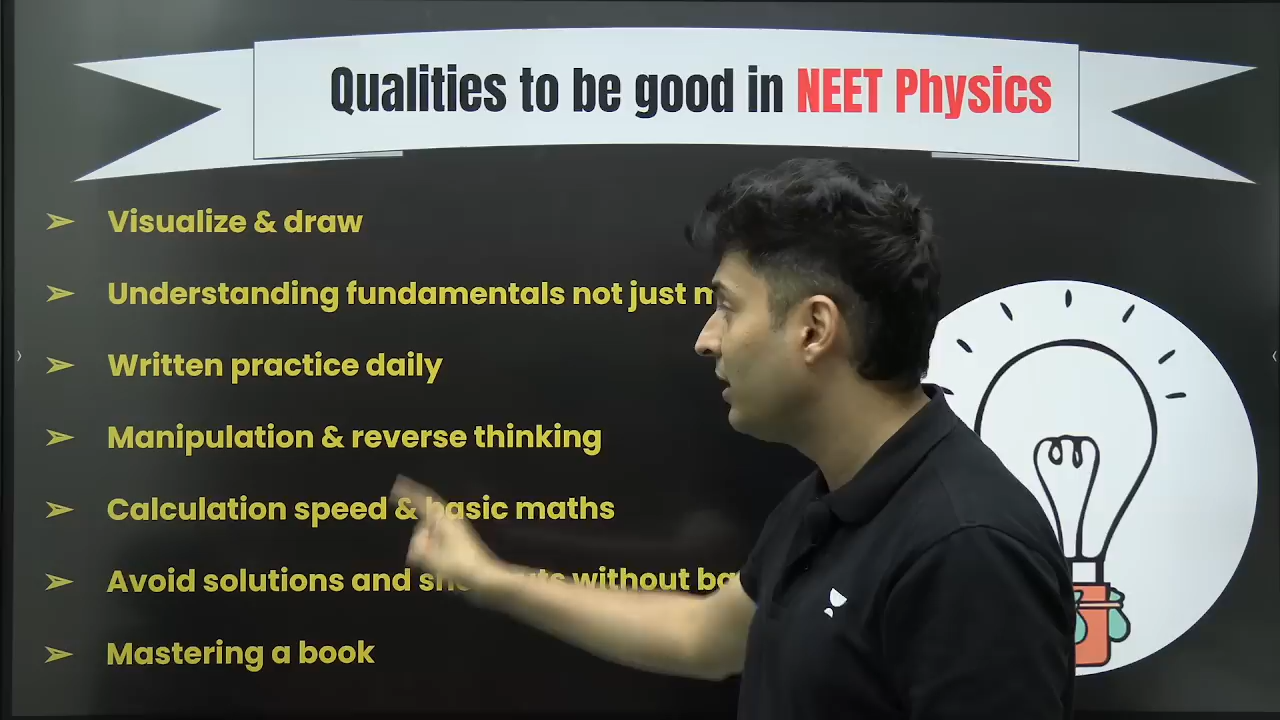 Qualities to be good in NEET Physics
➢ Visualize & draw
➢ Understanding fundamentals not just
➢ Written practice daily
➢ Manipulation & reverse thinking
➢ Calculation speed & basic maths
➢ Avoid solutions and without
➢ Mastering a book